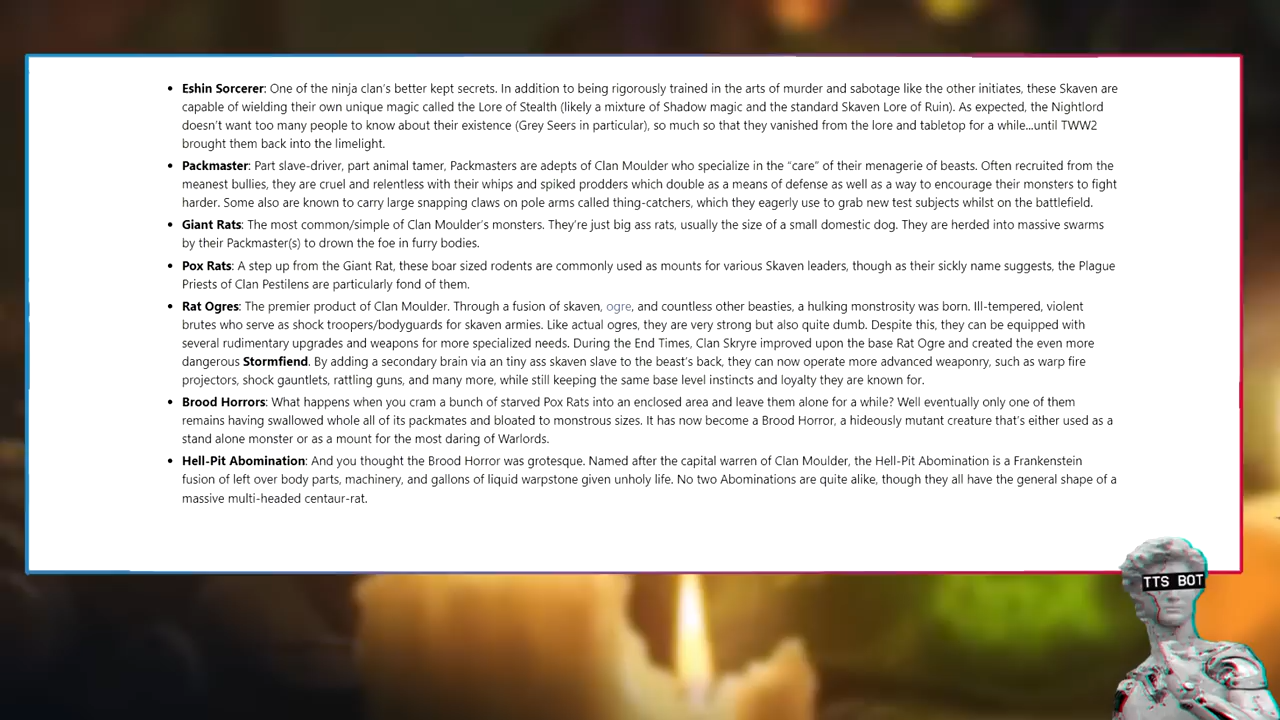 • Eshin Sorcerer: One of the ninja clan's better kept secrets. In addition to being rigorously trained in the arts of murder and sabotage like the other initiates, these Skaven are
capable of wielding their own unique magic called the Lore of Stealth (likely a mixture of Shadow magic and the standard Skaven Lore of Ruin). As expected, the Nightlord
doesn't want too many people to know about their existence (Grey Seers in particular), so much so that they vanished from the lore and tabletop for a while...until TWW2
brought them back into the limelight.
• Packmaster: Part slave-driver, part animal tamer, Packmasters are adepts of Clan Moulder who specialize in the “care” of their menagerie of beasts. Often recruited from the
meanest bullies, they are cruel and relentless with their whips and spiked prodders which double as a means of defense as well as a way to encourage their monsters to fight
harder. Some also are known to carry large snapping claws on pole arms called thing-catchers, which they eagerly use to grab new test subjects whilst on the battlefield.
• Giant Rats: The most common/simple of Clan Moulder's monsters. They're just big ass rats, usually the size of a small domestic dog. They are herded into massive swarms
by their Packmaster(s) to drown the foe in furry bodies.
• Pox Rats: A step up from the Giant Rat, these boar sized rodents are commonly used as mounts for various Skaven leaders, though as their sickly name suggests, the Plague
Priests of Clan Pestilens are particularly fond of them.
• Rat Ogres: The premier product of Clan Moulder. Through a fusion of skaven, ogre, and countless other beasties, a hulking monstrosity was born. Ill-tempered, violent
brutes who serve as shock troopers/bodyguards for skaven armies. Like actual ogres, they are very strong but also quite dumb. Despite this, they can be equipped with
several rudimentary upgrades and weapons for more specialized needs. During the End Times, Clan Skryre improved upon the base Rat Ogre and created the even more
dangerous Stormfiend. By adding a secondary brain via an tiny ass skaven slave to the beast's back, they can now operate more advanced weaponry, such as warp fire
projectors, shock gauntlets, rattling guns, and many more, while still keeping the same base level instincts and loyalty they are known for.
• Brood Horrors: What happens when you cram a bunch of starved Pox Rats into an enclosed area and leave them alone for a while? Well eventually only one of them
remains having swallowed whole all of its packmates and bloated to monstrous sizes. It has now become a Brood Horror, a hideously mutant creature that's either used as a
stand alone monster or as a mount for the most daring of Warlords.
• Hell-Pit Abomination: And you thought the Brood Horror was grotesque. Named after the capital warren of Clan Moulder, the Hell-Pit Abomination is a Frankenstein
fusion of left over body parts, machinery, and gallons of liquid warpstone given unholy life. No two Abominations are quite alike, though they all have the general shape of a
massive multi-headed centaur-rat.
TTS BOT